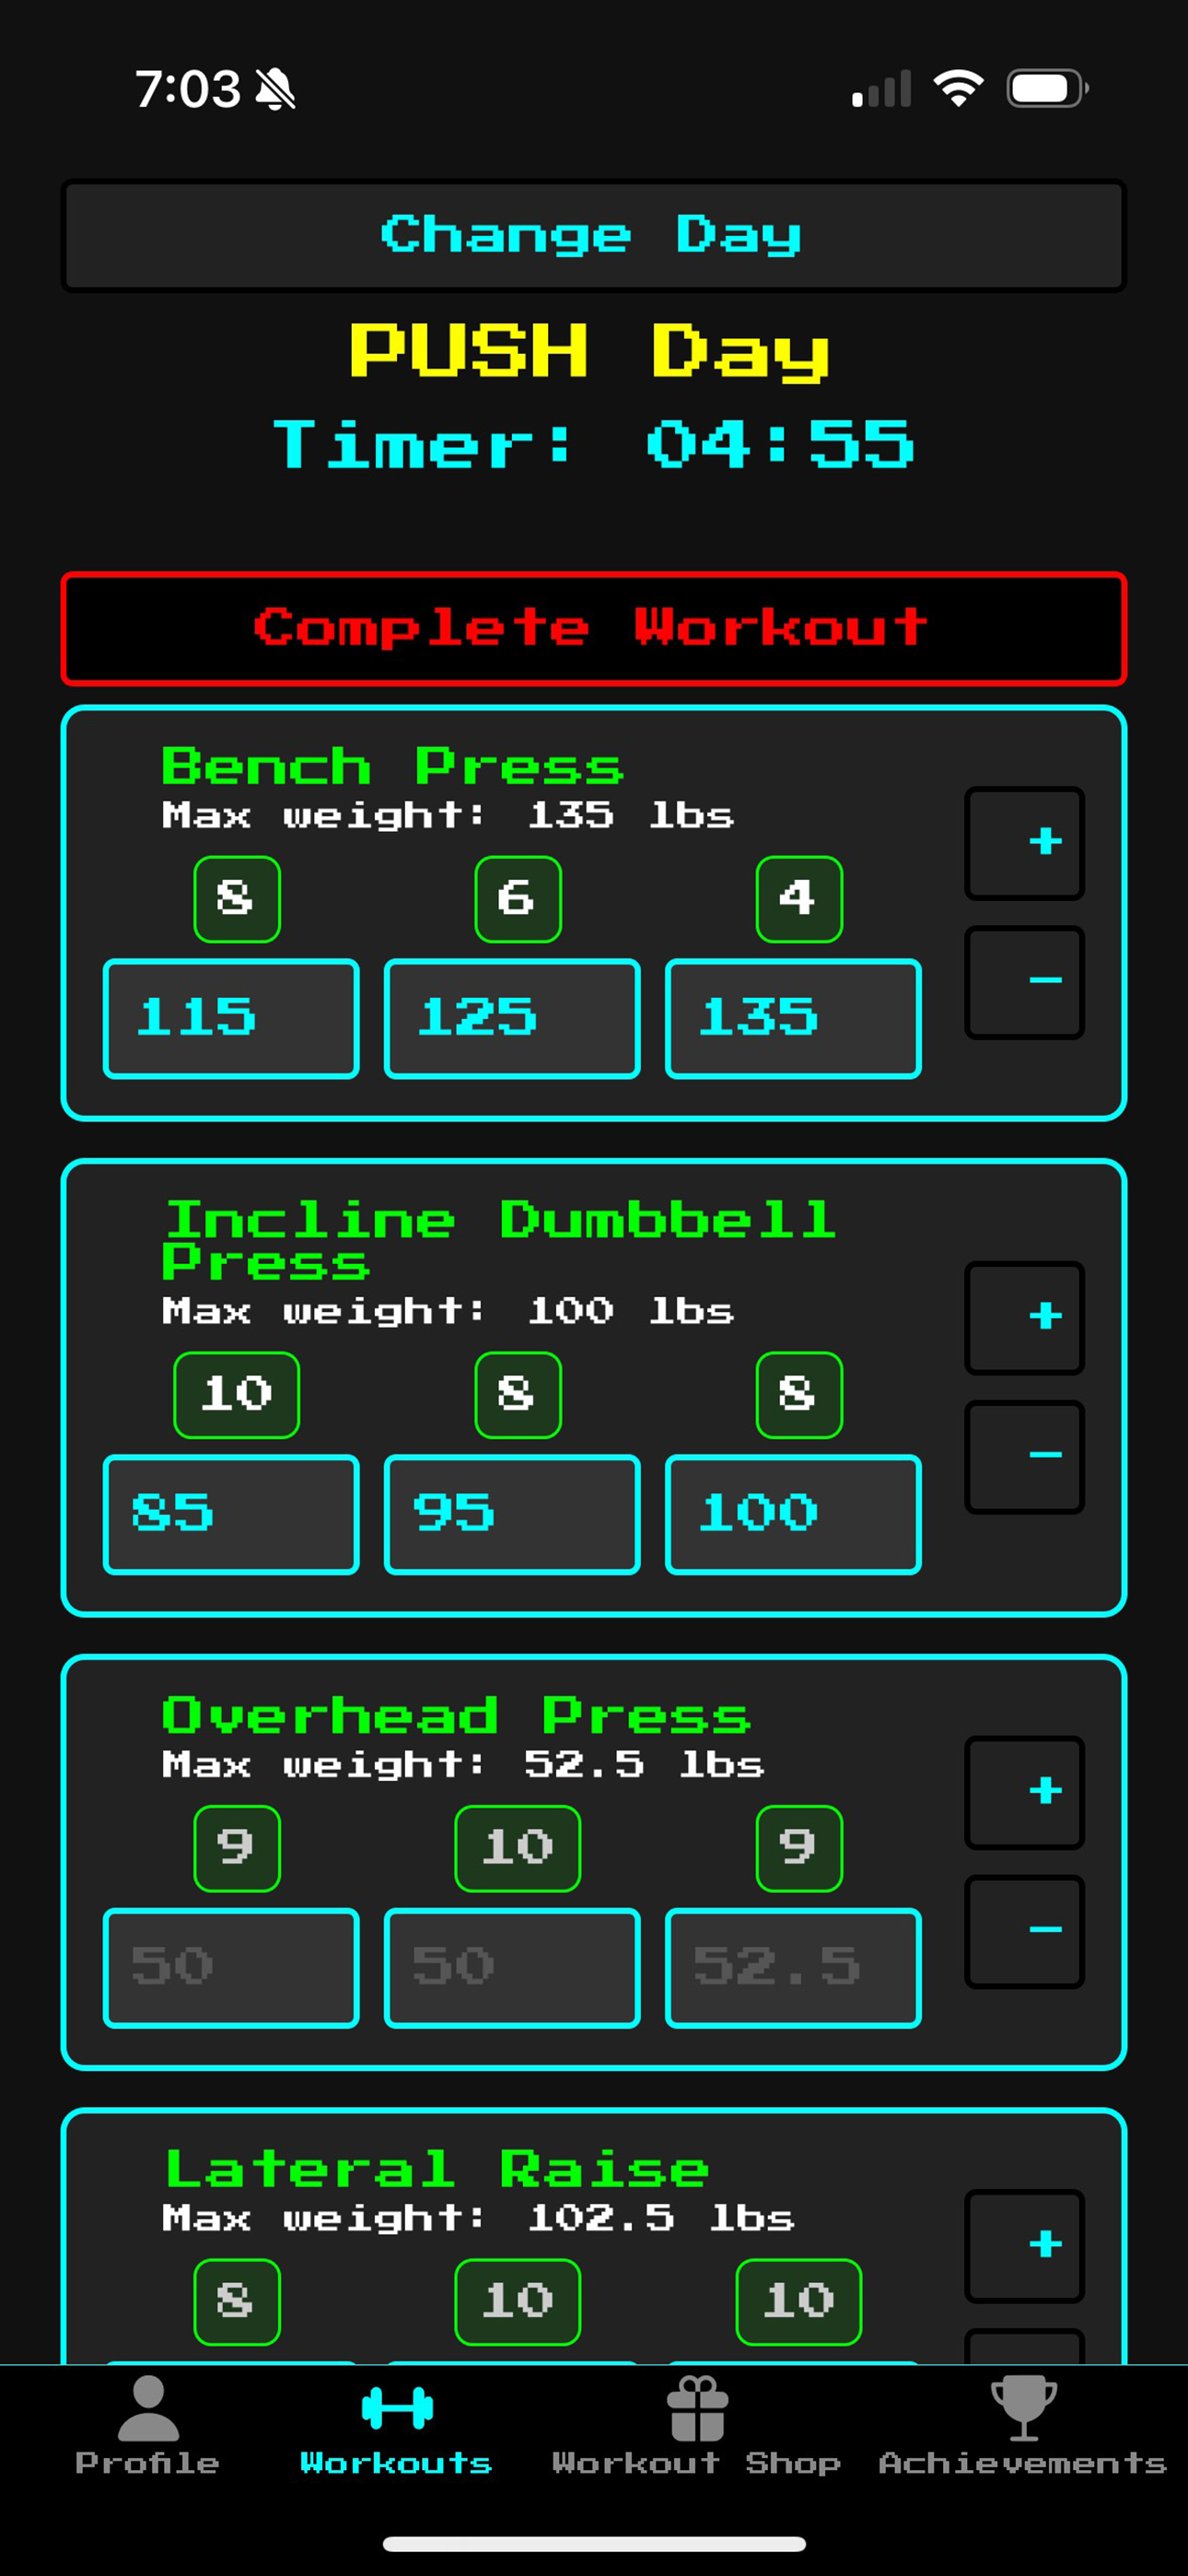 7:03
Change Day
PUSH Day
Timer: 04:55
Complete Workout
Bench Press
Max weight: 135 lbs
8 6 4
+
115 125 135
−
Incline Dumbbell
Press
Max weight: 100 lbs
+
10 8 8
−
85 95 100
Overhead Press
Max weight: 52.5 lbs
+
9 10 9
−
50 50 52.5
Lateral Raise
Max weight: 102.5 lbs
+
8 10 10
Profile Workouts Workout Shop Achievements